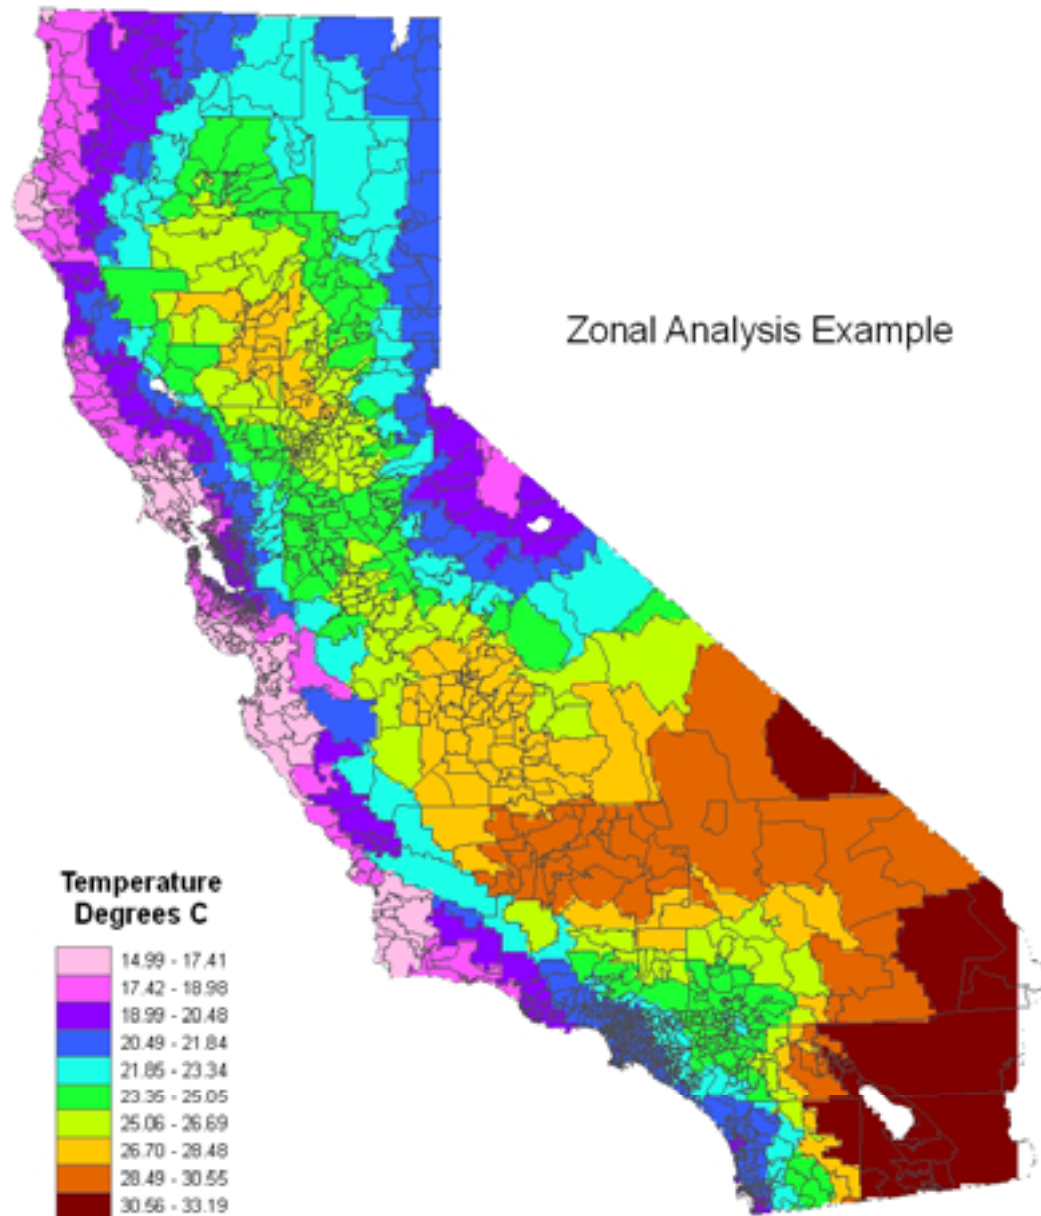 Zonal Analysis Example
Temperature
Degrees C
14.99 - 17.41
17.42 - 18.98
18.99 - 20.48
20.49 - 21.84
21.85 - 23.34
23.35 - 25.05
25.06 - 26.69
26.70 - 28.48
28.49 - 30.55
30.56 - 33.19